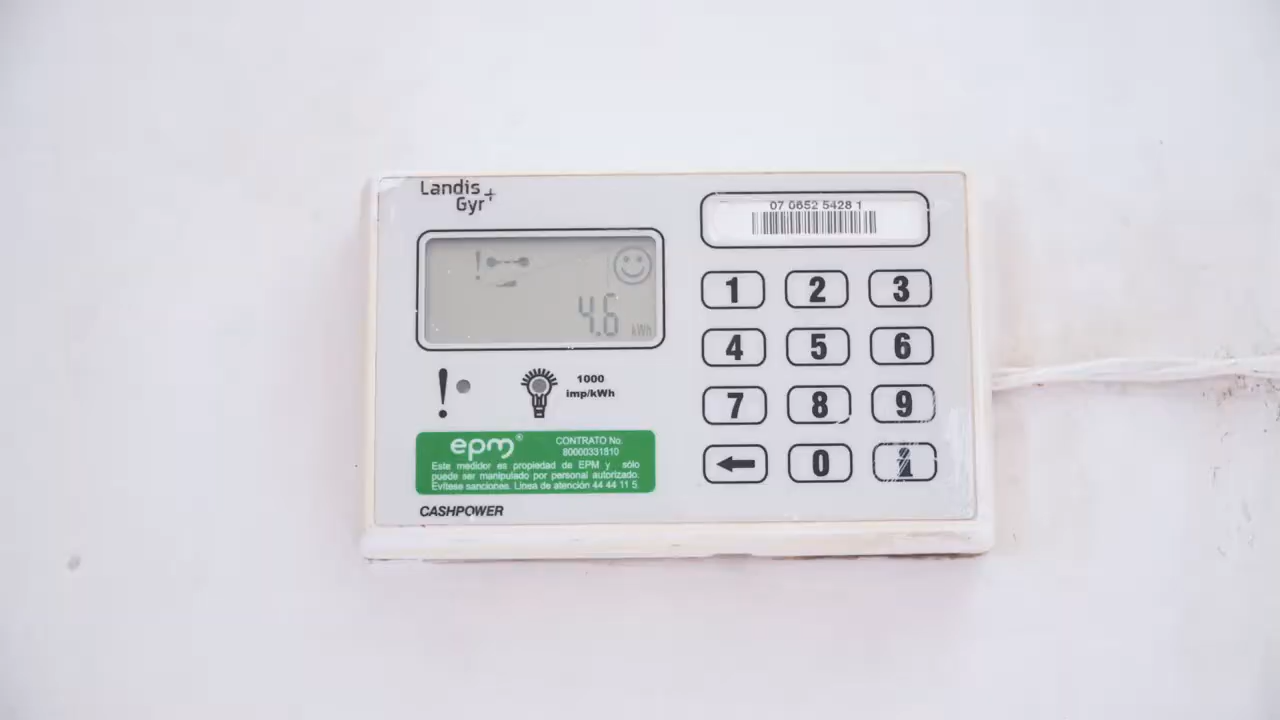 Landis
Gyr+
07 0652 5428 1
4.6
kWh
1 2 3
4 5 6
7 8 9
0 i
!
1000
imp/kWh
epm®
CONTRATO No.
80000331810
Este medidor es propiedad de EPM y sólo
puede ser manipulado por personal autorizado.
Evítese sanciones. Línea de atención 44 44 11 5
CASHPOWER